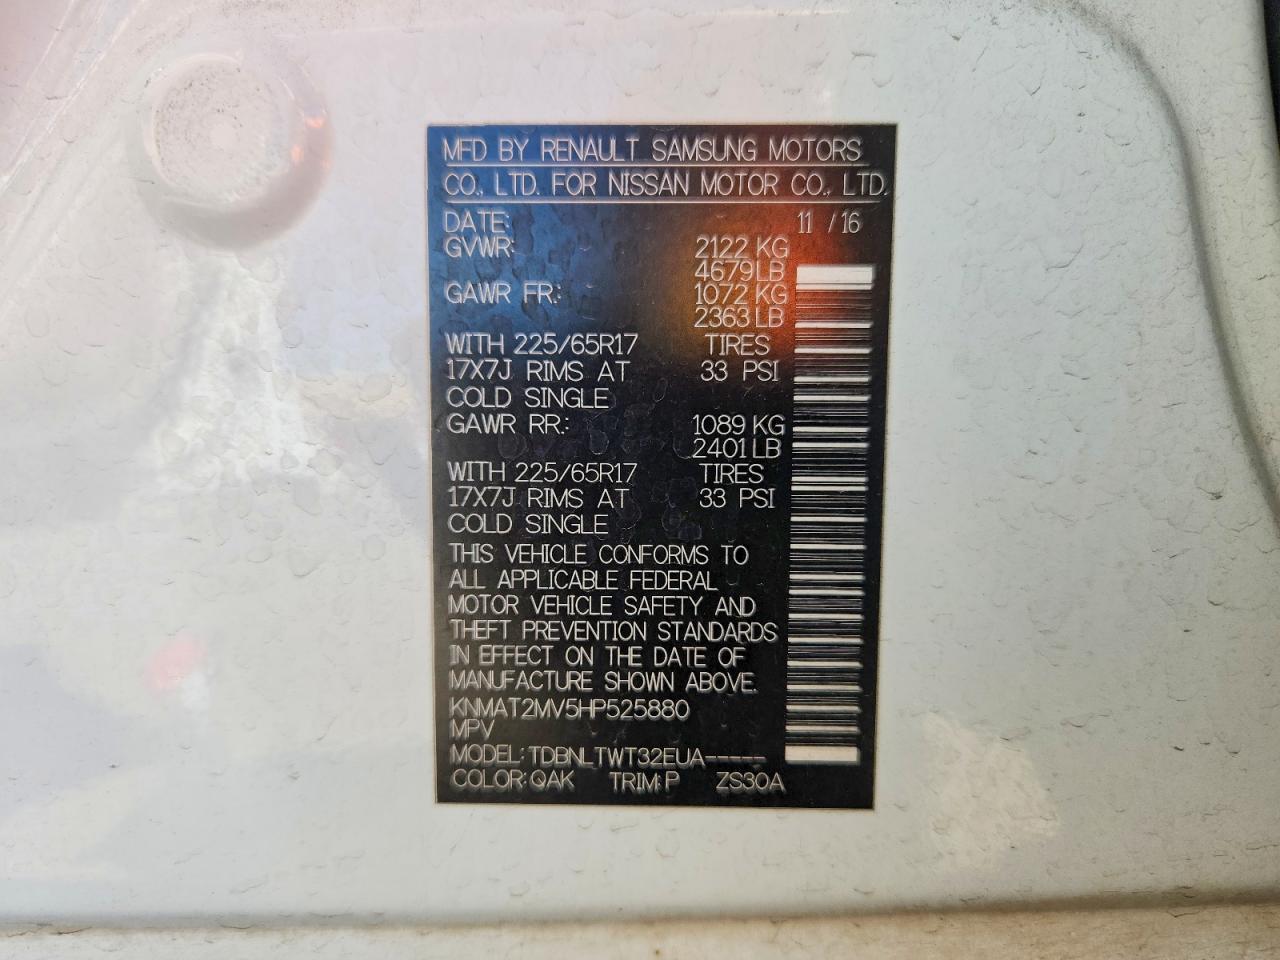 MFD BY RENAULT SAMSUNG MOTORS
CO., LTD. FOR NISSAN MOTOR CO., LTD.
DATE: 11 / 16
GVWR: 2122 KG
4679 LB
GAWR FR: 1072 KG
2363 LB
WITH 225/65R17 TIRES
17X7J RIMS AT 33 PSI
COLD SINGLE
GAWR RR: 1089 KG
2401 LB
WITH 225/65R17 TIRES
17X7J RIMS AT 33 PSI
COLD SINGLE
THIS VEHICLE CONFORMS TO
ALL APPLICABLE FEDERAL
MOTOR VEHICLE SAFETY AND
THEFT PREVENTION STANDARDS
IN EFFECT ON THE DATE OF
MANUFACTURE SHOWN ABOVE.
KNMAT2MV5HP525880
MPV
MODEL: TDBNLTWT32EUA-----
COLOR: QAK TRIM: P ZS30A